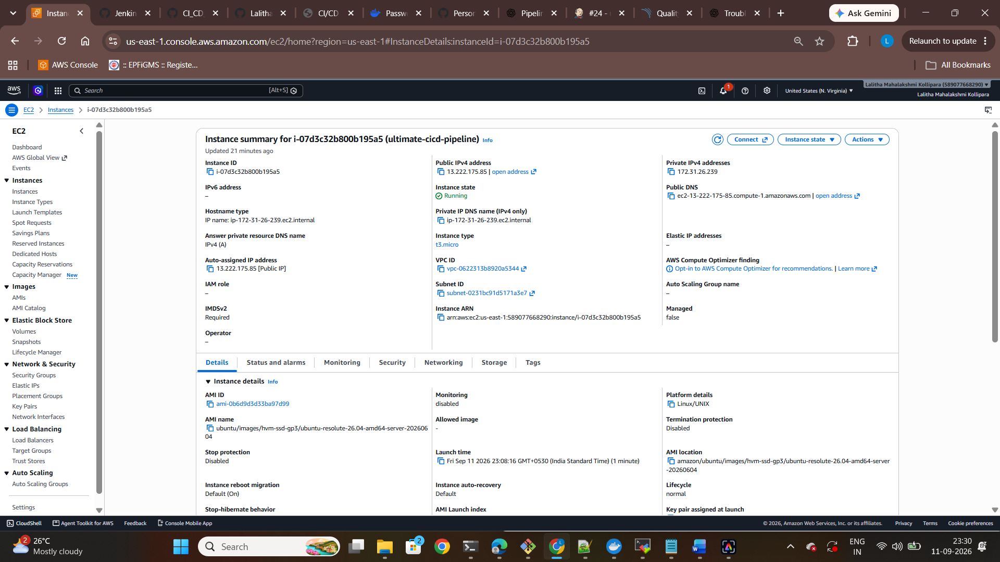 Instan
Jenkin
CI_CD_
Lalitha
CI/CD
Passw
Person
Pipelin
#24 -
Qualit
Troubl
Ask Gemini
us-east-1.console.aws.amazon.com/ec2/home?region=us-east-1#InstanceDetails:instanceId=i-07d3c32b800b195a5
L
Relaunch to update
AWS Console
:: EPFiGMS :: Registe...
All Bookmarks
aws
Search
[Alt+S]
1
United States (N. Virginia)
Lalitha Mahalakshmi Kollipara (589077668290)
Lalitha Mahalakshmi Kollipara
EC2
Instances
i-07d3c32b800b195a5
EC2
Dashboard
AWS Global View
Events
Instances
Instances
Instance Types
Launch Templates
Spot Requests
Savings Plans
Reserved Instances
Dedicated Hosts
Capacity Reservations
Capacity Manager New
Images
AMIs
AMI Catalog
Elastic Block Store
Volumes
Snapshots
Lifecycle Manager
Network & Security
Security Groups
Elastic IPs
Placement Groups
Key Pairs
Network Interfaces
Load Balancing
Load Balancers
Target Groups
Trust Stores
Auto Scaling
Auto Scaling Groups
Settings
Instance summary for i-07d3c32b800b195a5 (ultimate-cicd-pipeline) Info
Updated 21 minutes ago
Connect
Instance state
Actions
Instance ID
i-07d3c32b800b195a5
Public IPv4 address
13.222.175.85 | open address
Private IPv4 addresses
172.31.26.239
IPv6 address
–
Instance state
Running
Public DNS
ec2-13-222-175-85.compute-1.amazonaws.com | open address
Hostname type
IP name: ip-172-31-26-239.ec2.internal
Private IP DNS name (IPv4 only)
ip-172-31-26-239.ec2.internal
Answer private resource DNS name
IPv4 (A)
Instance type
t3.micro
Elastic IP addresses
–
Auto-assigned IP address
13.222.175.85 [Public IP]
VPC ID
vpc-0622313b8920a5344
AWS Compute Optimizer finding
Opt-in to AWS Compute Optimizer for recommendations. | Learn more
IAM role
–
Subnet ID
subnet-0231bc91d5171a3e7
Auto Scaling Group name
–
IMDSv2
Required
Instance ARN
arn:aws:ec2:us-east-1:589077668290:instance/i-07d3c32b800b195a5
Managed
false
Operator
–
Details
Status and alarms
Monitoring
Security
Networking
Storage
Tags
Instance details Info
AMI ID
ami-0b6d9d3d33ba97d99
Monitoring
disabled
Platform details
Linux/UNIX
AMI name
ubuntu/images/hvm-ssd-gp3/ubuntu-resolute-26.04-amd64-server-202606
04
Allowed image
-
Termination protection
Disabled
Stop protection
Disabled
Launch time
Fri Sep 11 2026 23:08:16 GMT+0530 (India Standard Time) (1 minute)
AMI location
amazon/ubuntu/images/hvm-ssd-gp3/ubuntu-resolute-26.04-amd64-server
-20260604
Instance reboot migration
Default (On)
Instance auto-recovery
Default
Lifecycle
normal
Stop-hibernate behavior
AMI Launch index
Key pair assigned at launch
CloudShell
Agent Toolkit for AWS
Feedback
Console Mobile App
© 2026, Amazon Web Services, Inc. or its affiliates.
Privacy
Terms
Cookie preferences
2
26°C
Mostly cloudy
Search
2
L
ENG
IN
23:30
11-09-2026